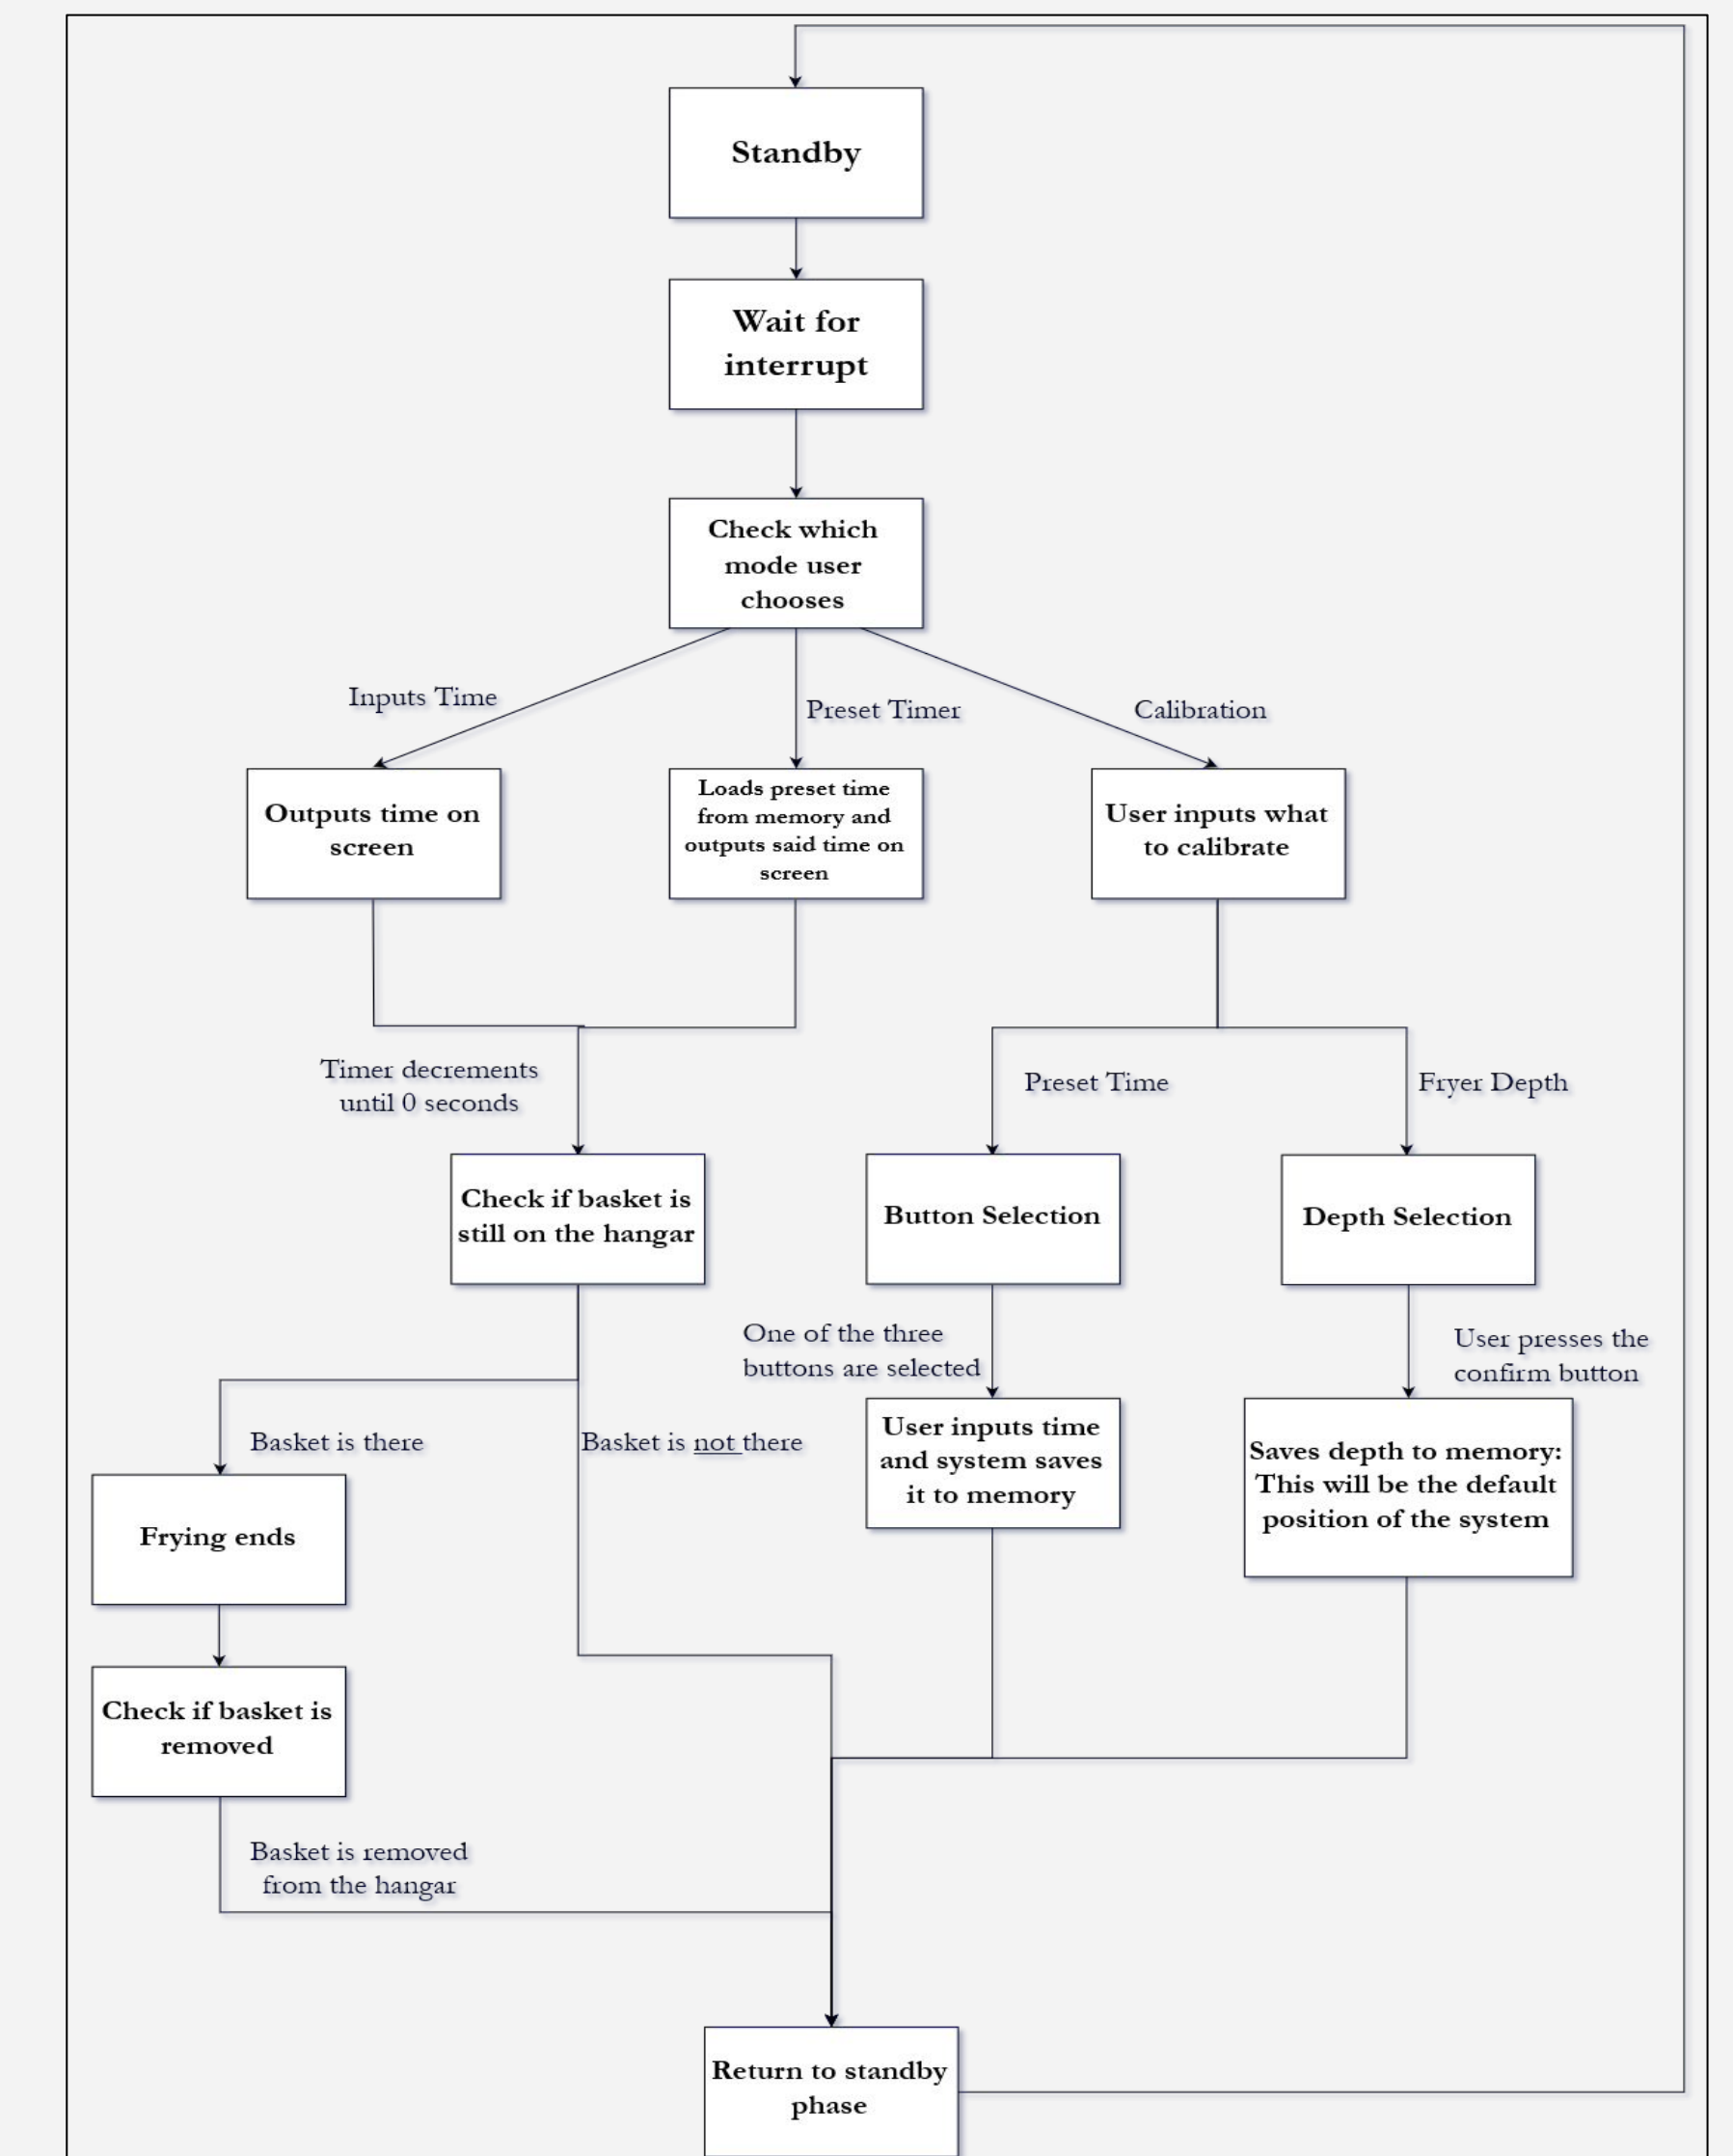 Standby
Wait for
interrupt
Check which
mode user
chooses
Inputs Time
Preset Timer
Calibration
Outputs time on
screen
Loads preset time
from memory and
outputs said time on
screen
User inputs what
to calibrate
Timer decrements
until 0 seconds
Preset Time
Fryer Depth
Check if basket is
still on the hangar
Button Selection
Depth Selection
One of the three
buttons are selected
User presses the
confirm button
Basket is there
Basket is not there
User inputs time
and system saves
it to memory
Saves depth to memory:
This will be the default
position of the system
Frying ends
Check if basket is
removed
Basket is removed
from the hangar
Return to standby
phase